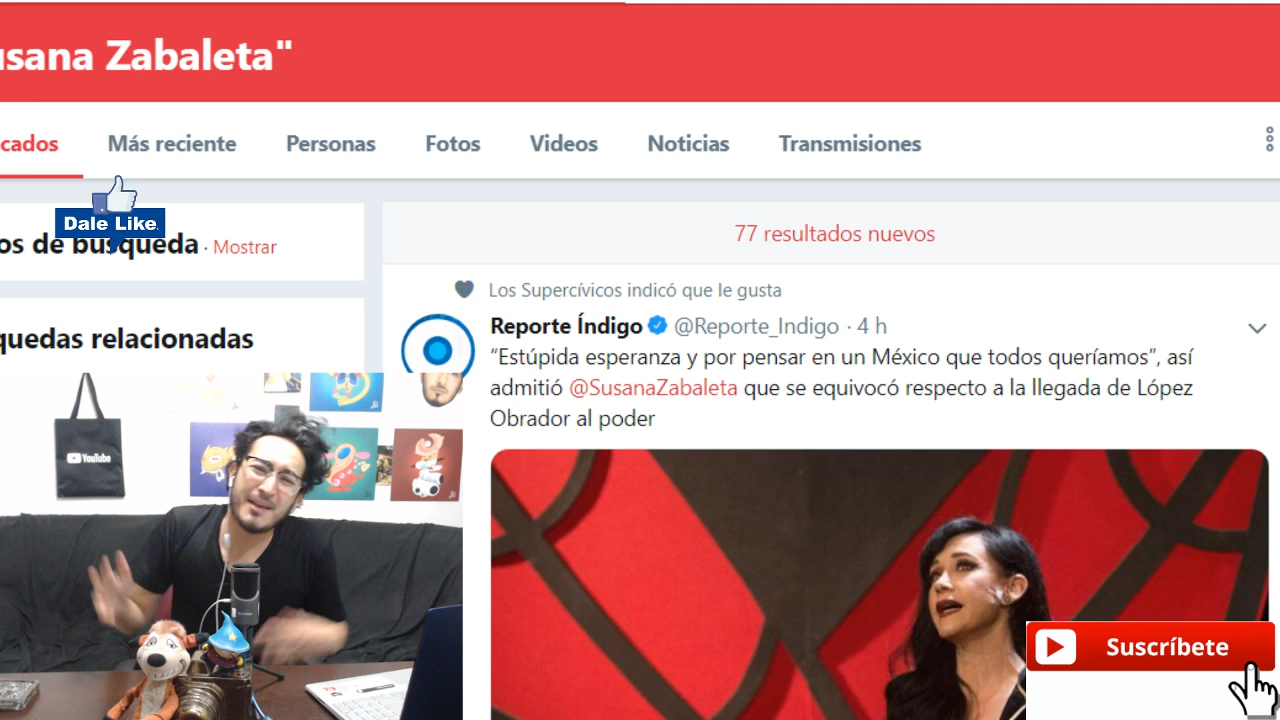 usana Zabaleta"
cados Más reciente Personas Fotos Videos Noticias Transmisiones
Dale Like
os de búsqueda · Mostrar
quedas relacionadas
77 resultados nuevos
Los Supercívicos indicó que le gusta
Reporte Índigo @Reporte_Indigo · 4 h
“Estúpida esperanza y por pensar en un México que todos queríamos”, así
admitió @SusanaZabaleta que se equivocó respecto a la llegada de López
Obrador al poder
YouTube
Suscríbete